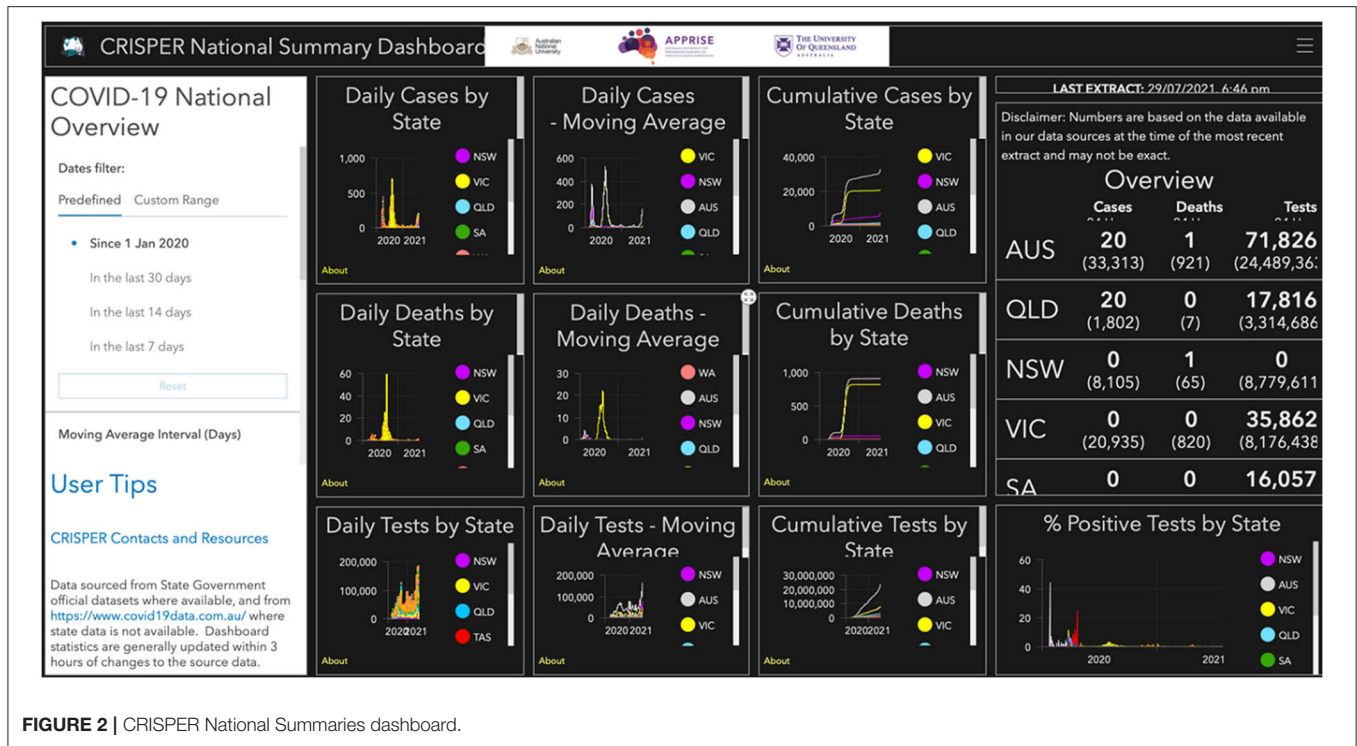 CRISPER National Summary Dashboard
Australian
National
University
APPRISE
THE UNIVERSITY
OF QUEENSLAND
AUSTRALIA
COVID-19 National
Overview
Dates filter:
Predefined Custom Range
Since 1 Jan 2020
In the last 30 days
In the last 14 days
In the last 7 days
Reset
Moving Average Interval (Days)
User Tips
CRISPER Contacts and Resources
Data sourced from State Government
official datasets where available, and from
https://www.covid19data.com.au/ where
state data is not available. Dashboard
statistics are generally updated within 3
hours of changes to the source data.
Daily Cases by
State
1,000
500
0
2020 2021
NSW
VIC
QLD
SA
About
Daily Cases
- Moving Average
600
400
200
0
2020 2021
VIC
NSW
AUS
QLD
Cumulative Cases by
State
40,000
20,000
0
2020 2021
VIC
NSW
AUS
QLD
About
Daily Deaths by
State
60
40
20
0
2020 2021
NSW
VIC
QLD
SA
About
Daily Deaths -
Moving Average
30
20
10
0
2020 2021
WA
AUS
NSW
QLD
About
Cumulative Deaths
by State
1,000
500
0
2020 2021
NSW
AUS
VIC
QLD
About
Daily Tests by State
200,000
100,000
0
2020 2021
NSW
VIC
QLD
TAS
About
Daily Tests - Moving
Average
200,000
100,000
0
2020 2021
NSW
AUS
VIC
About
Cumulative Tests by
State
30,000,000
20,000,000
10,000,000
0
2020 2021
NSW
AUS
VIC
About
LAST EXTRACT: 29/07/2021, 6:46 pm
Disclaimer: Numbers are based on the data available
in our data sources at the time of the most recent
extract and may not be exact.
Overview
Cases Deaths Tests
AUS 20 1 71,826
(33,313) (921) (24,489,36
QLD 20 0 17,816
(1,802) (7) (3,314,686
NSW 0 1 0
(8,105) (65) (8,779,611
VIC 0 0 35,862
(20,935) (820) (8,176,438
SA 0 0 16,057
% Positive Tests by State
60
40
20
0
2020 2021
NSW
AUS
VIC
QLD
SA
FIGURE 2 | CRISPER National Summaries dashboard.